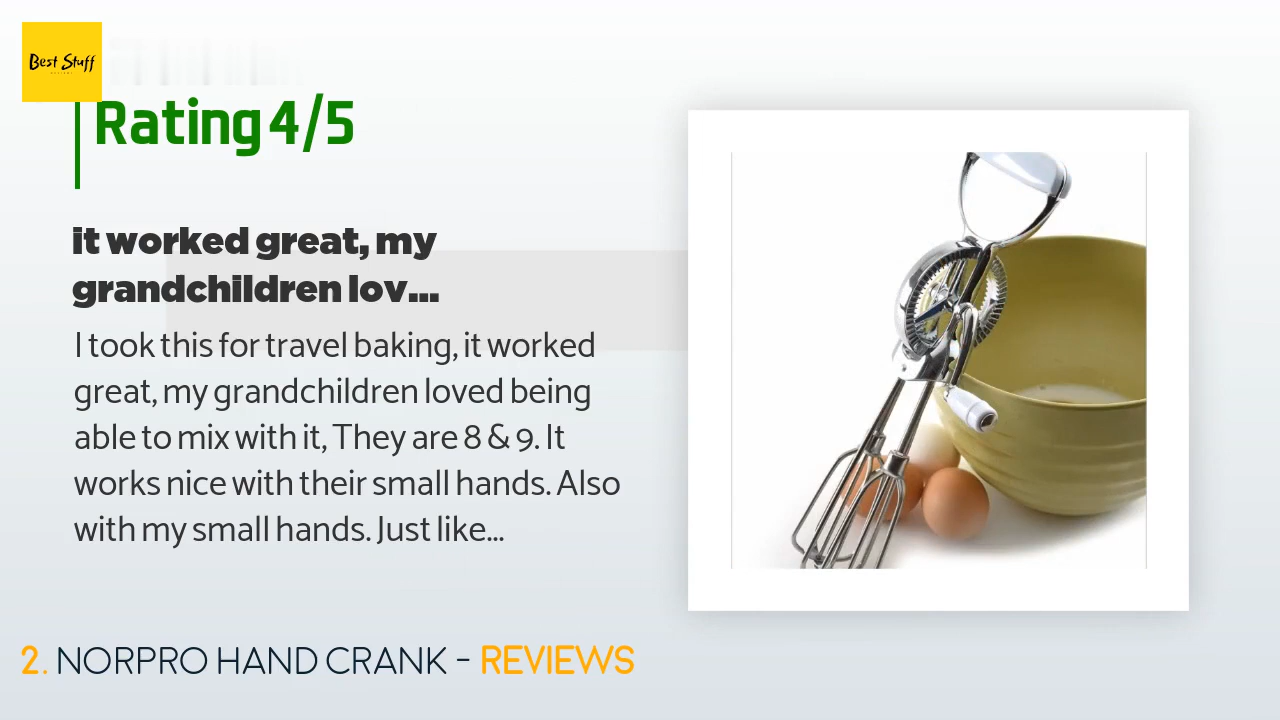 Best Stuff
Rating 4/5
it worked great, my
grandchildren lov...
I took this for travel baking, it worked
great, my grandchildren loved being
able to mix with it, They are 8 & 9. It
works nice with their small hands. Also
with my small hands. Just like...
2. NORPRO HAND CRANK - REVIEWS